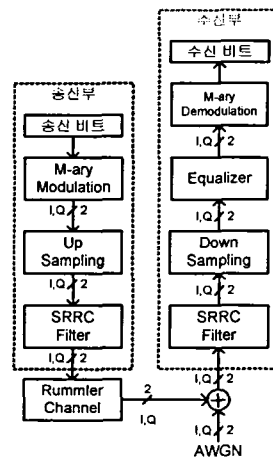 송신부
송신 비트
M-ary
Modulation
I,Q 2
Up
Sampling
I,Q 2
SRRC
Filter
I,Q 2
Rummler
Channel
2
I,Q
수신부
수신 비트
M-ary
Demodulation
I,Q 2
Equalizer
I,Q 2
Down
Sampling
I,Q 2
SRRC
Filter
I,Q 2
I,Q 2
AWGN